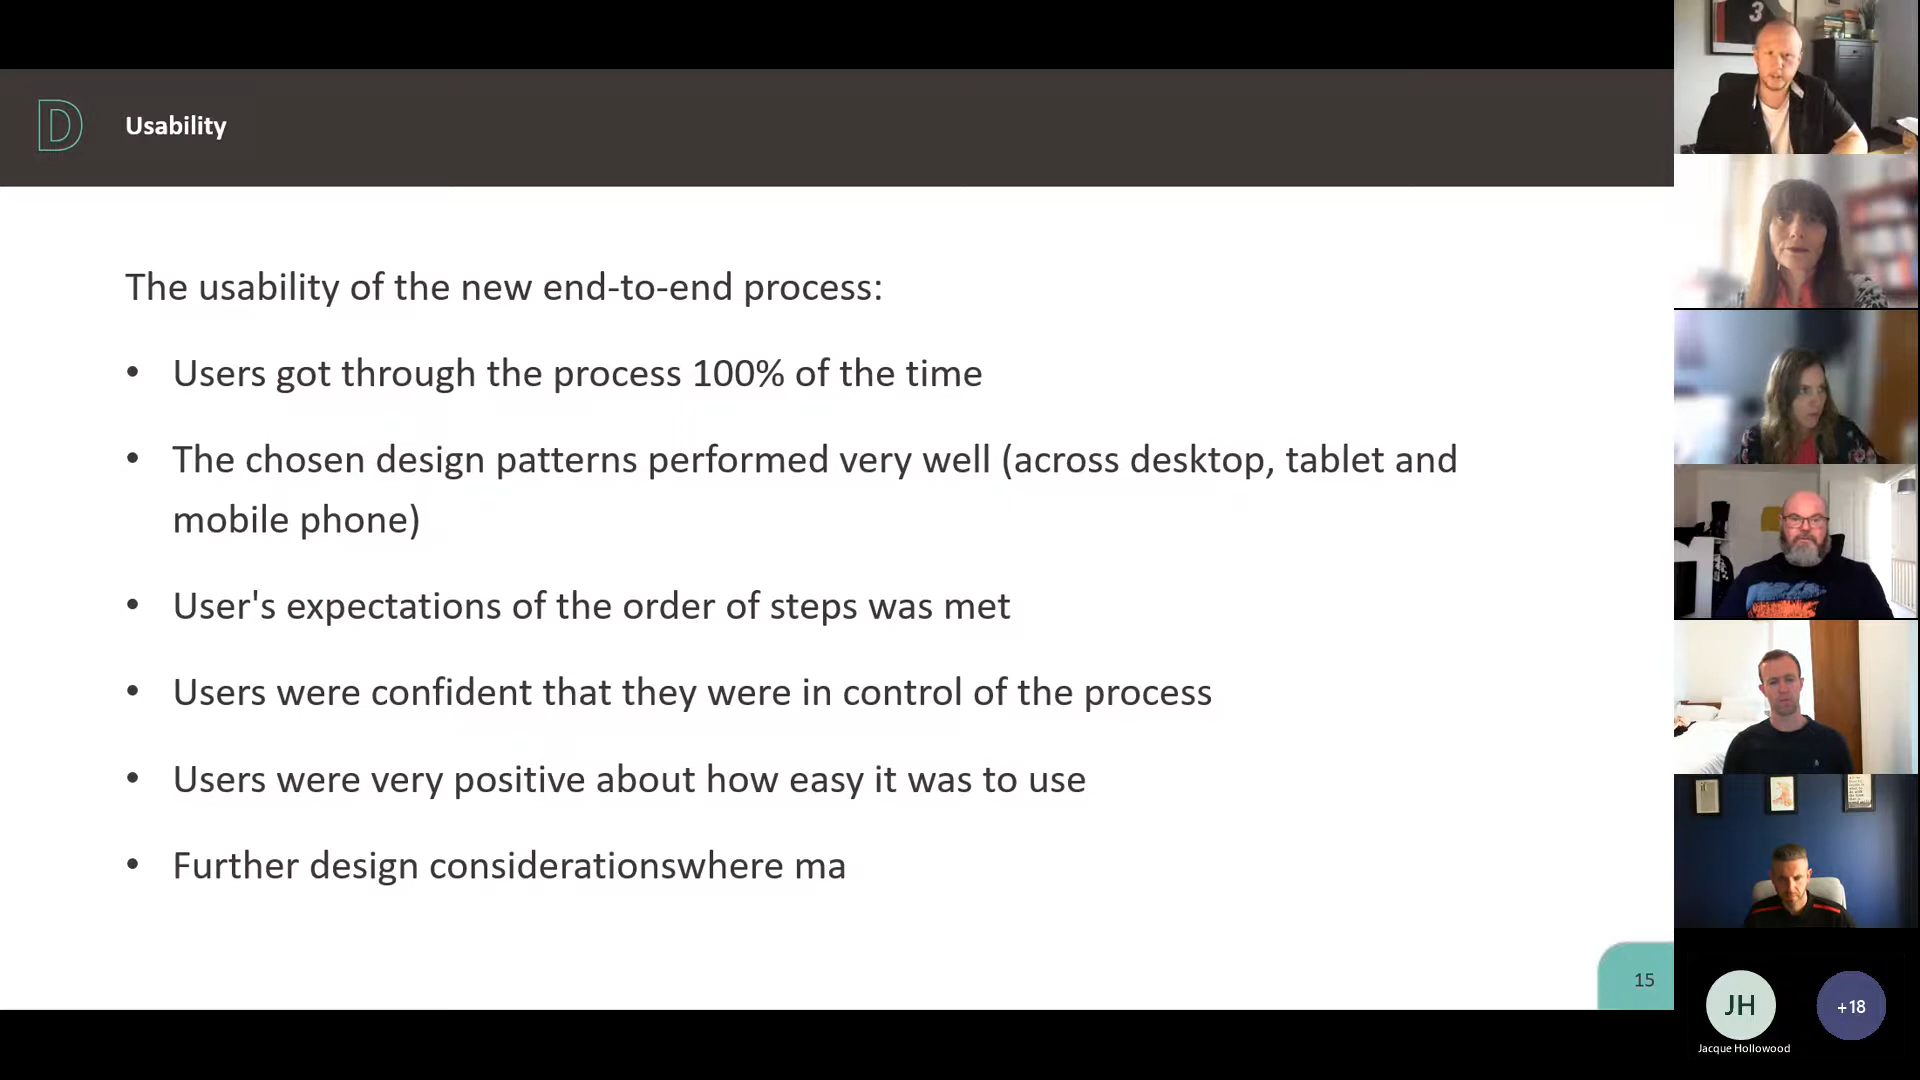 D
Usability
The usability of the new end-to-end process:
• Users got through the process 100% of the time
• The chosen design patterns performed very well (across desktop, tablet and
mobile phone)
• User's expectations of the order of steps was met
• Users were confident that they were in control of the process
• Users were very positive about how easy it was to use
• Further design considerationswhere ma
15
3
JH
+18
Jacque Hollowood